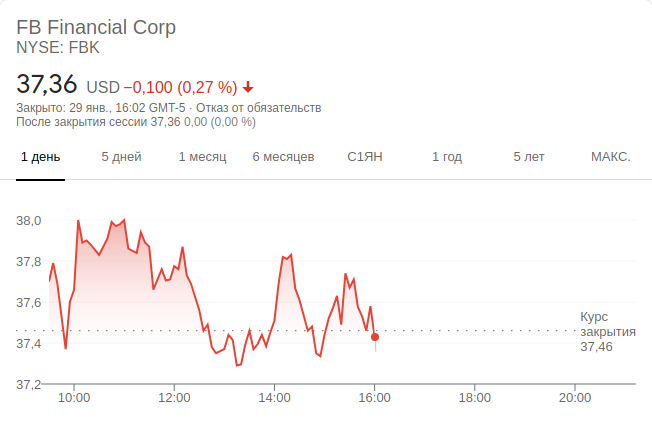 FB Financial Corp
NYSE: FBK
37,36 USD −0,100 (0,27 %)
Закрыто: 29 янв., 16:02 GMT-5 · Отказ от обязательств
После закрытия сессии 37,36 0,00 (0,00 %)
1 день 5 дней 1 месяц 6 месяцев С1ЯН 1 год 5 лет МАКС.
38,0
37,8
37,6
37,4
37,2
Курс
закрытия
37,46
10:00 12:00 14:00 16:00 18:00 20:00